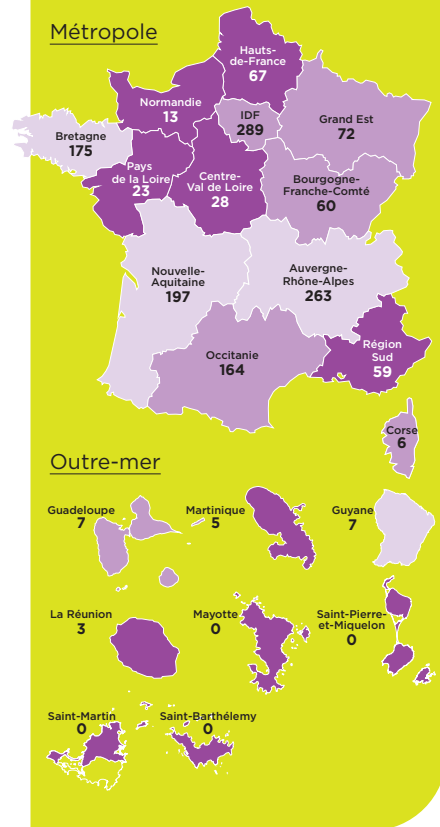 Métropole
Hauts-
de-France
67
Normandie
13
IDF
289
Grand Est
72
Bretagne
175
Pays
de la Loire
23
Centre-
Val de Loire
28
Bourgogne-
Franche-Comté
60
Nouvelle-
Aquitaine
197
Auvergne-
Rhône-Alpes
263
Occitanie
164
Région
Sud
59
Corse
6
Outre-mer
Guadeloupe
7
Martinique
5
Guyane
7
La Réunion
3
Mayotte
0
Saint-Pierre-
et-Miquelon
0
Saint-Martin
0
Saint-Barthélemy
0